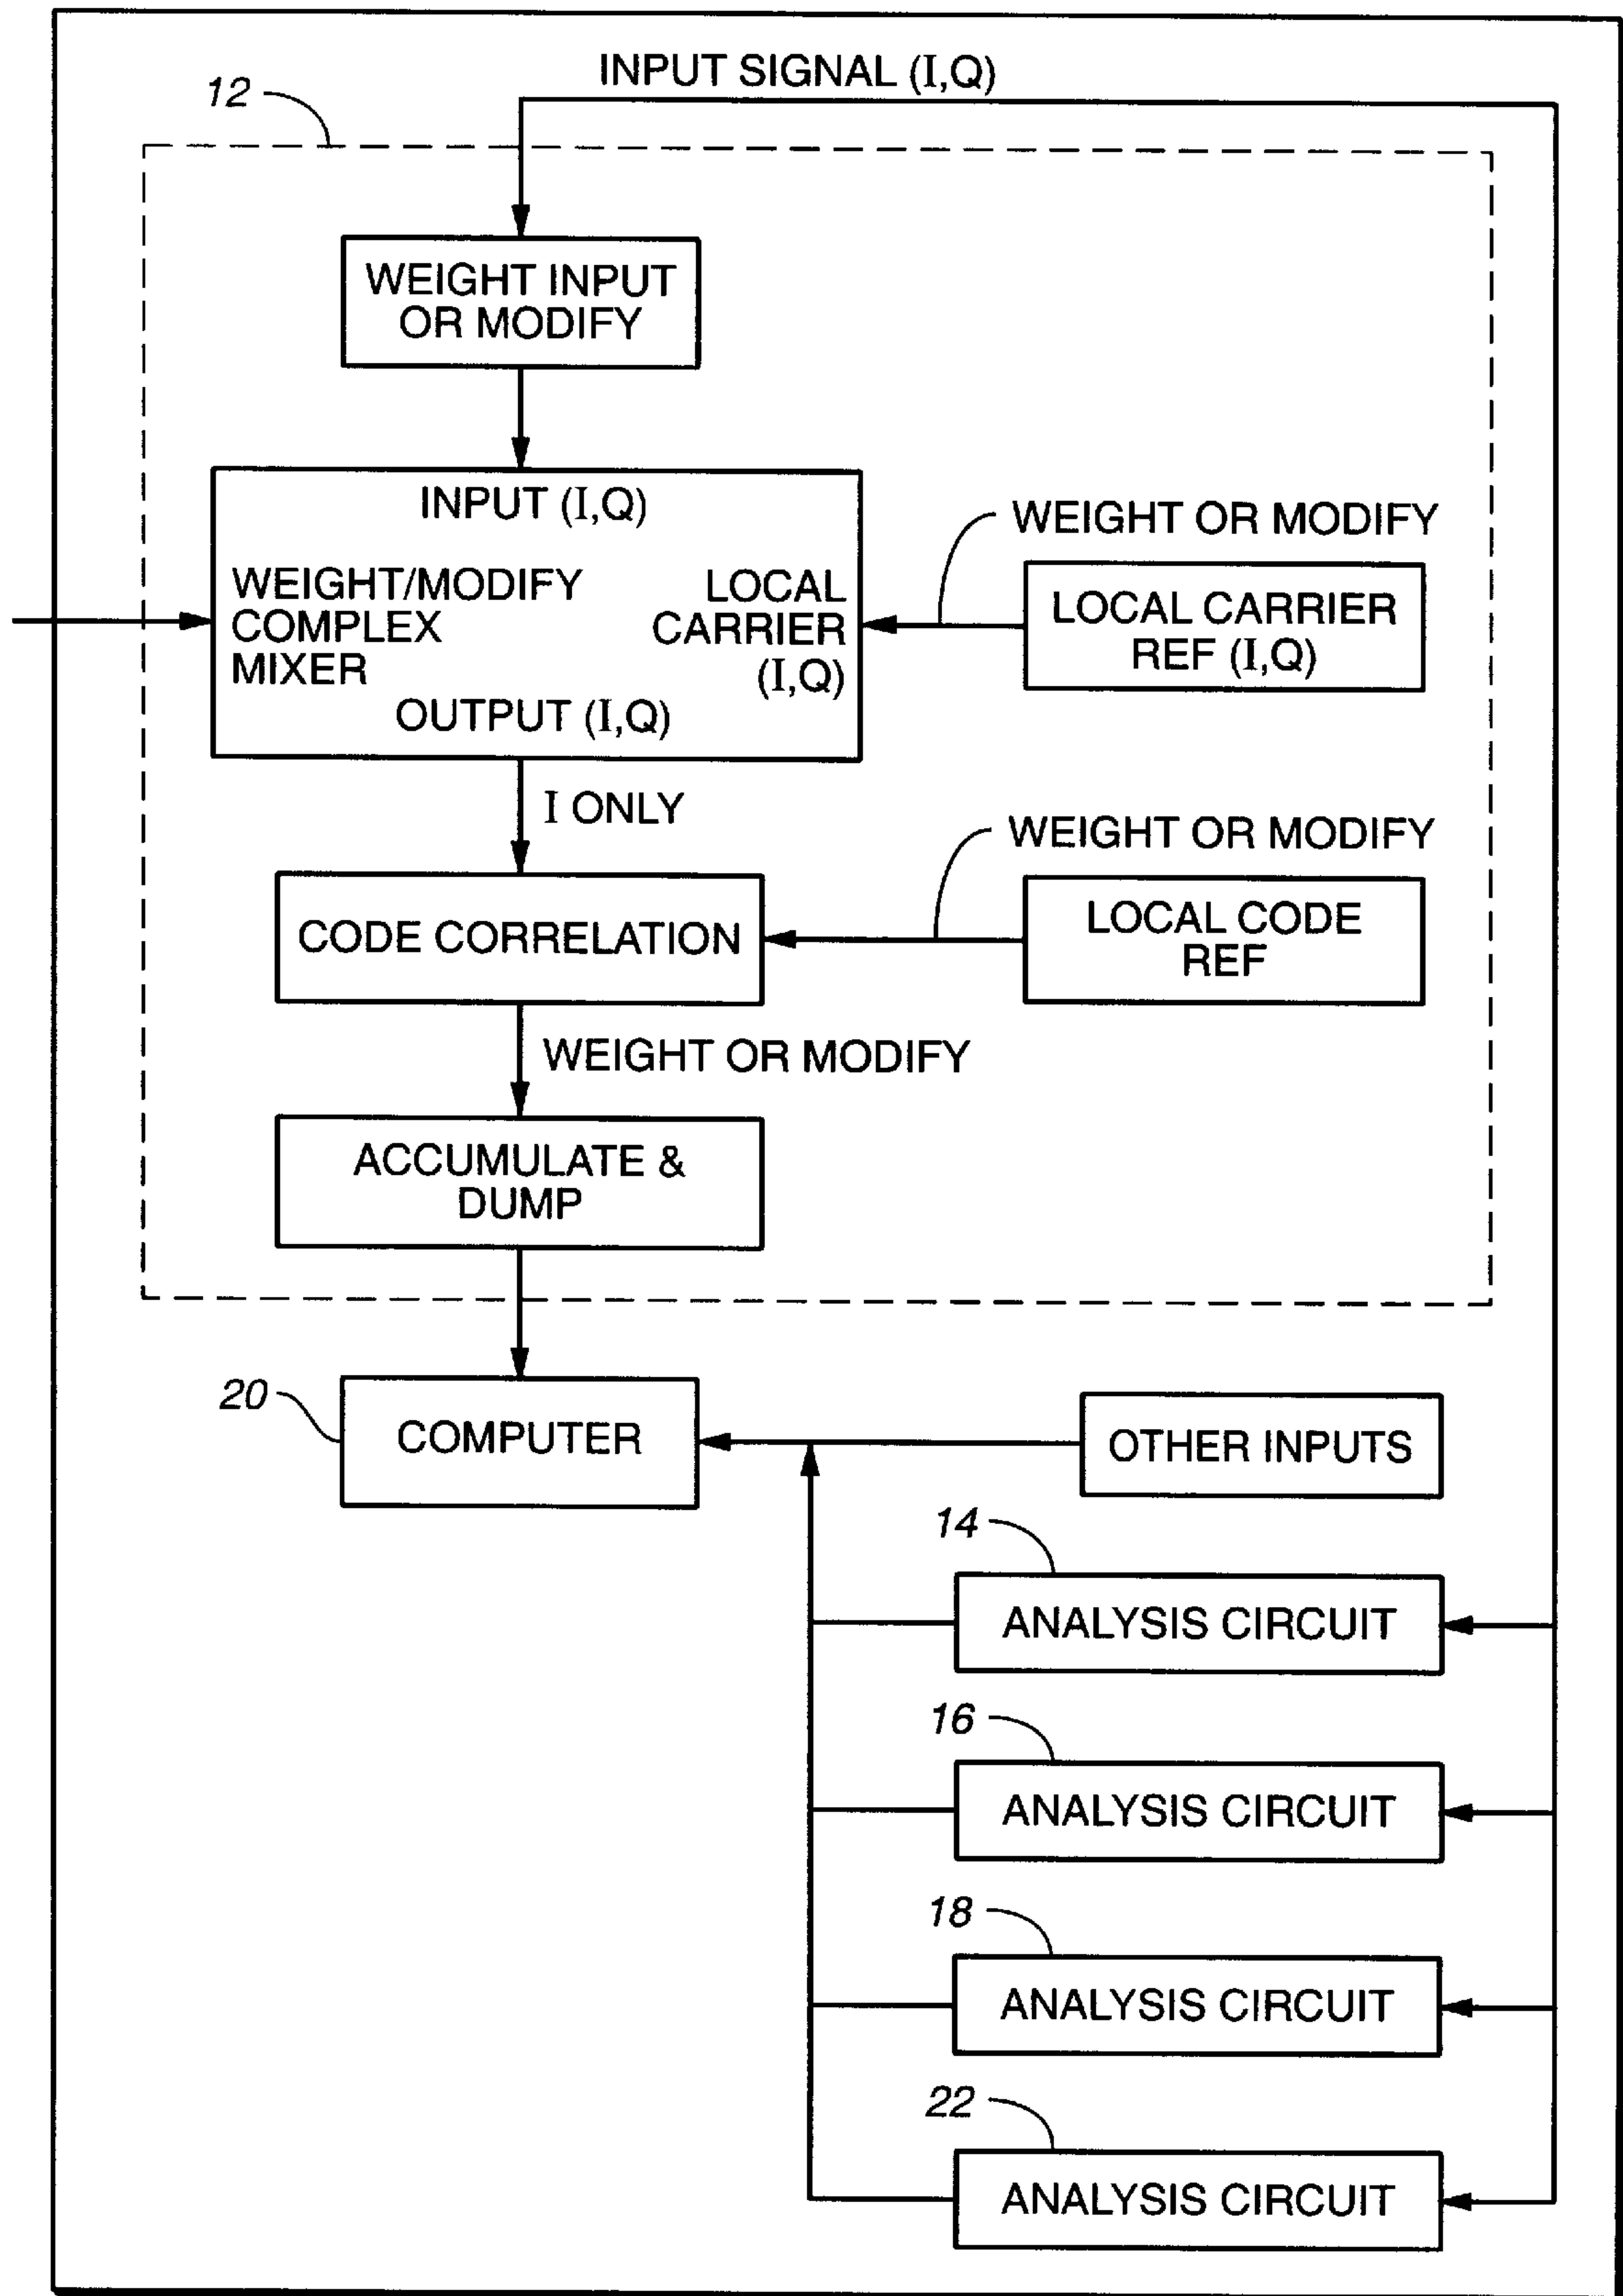 INPUT SIGNAL (I,Q)
12
WEIGHT INPUT
OR MODIFY
INPUT (I,Q)
WEIGHT/MODIFY
COMPLEX
MIXER
LOCAL
CARRIER
(I,Q)
OUTPUT (I,Q)
WEIGHT OR MODIFY
LOCAL CARRIER
REF (I,Q)
I ONLY
WEIGHT OR MODIFY
CODE CORRELATION
LOCAL CODE
REF
WEIGHT OR MODIFY
ACCUMULATE &
DUMP
20
COMPUTER
OTHER INPUTS
14
ANALYSIS CIRCUIT
16
ANALYSIS CIRCUIT
18
ANALYSIS CIRCUIT
22
ANALYSIS CIRCUIT